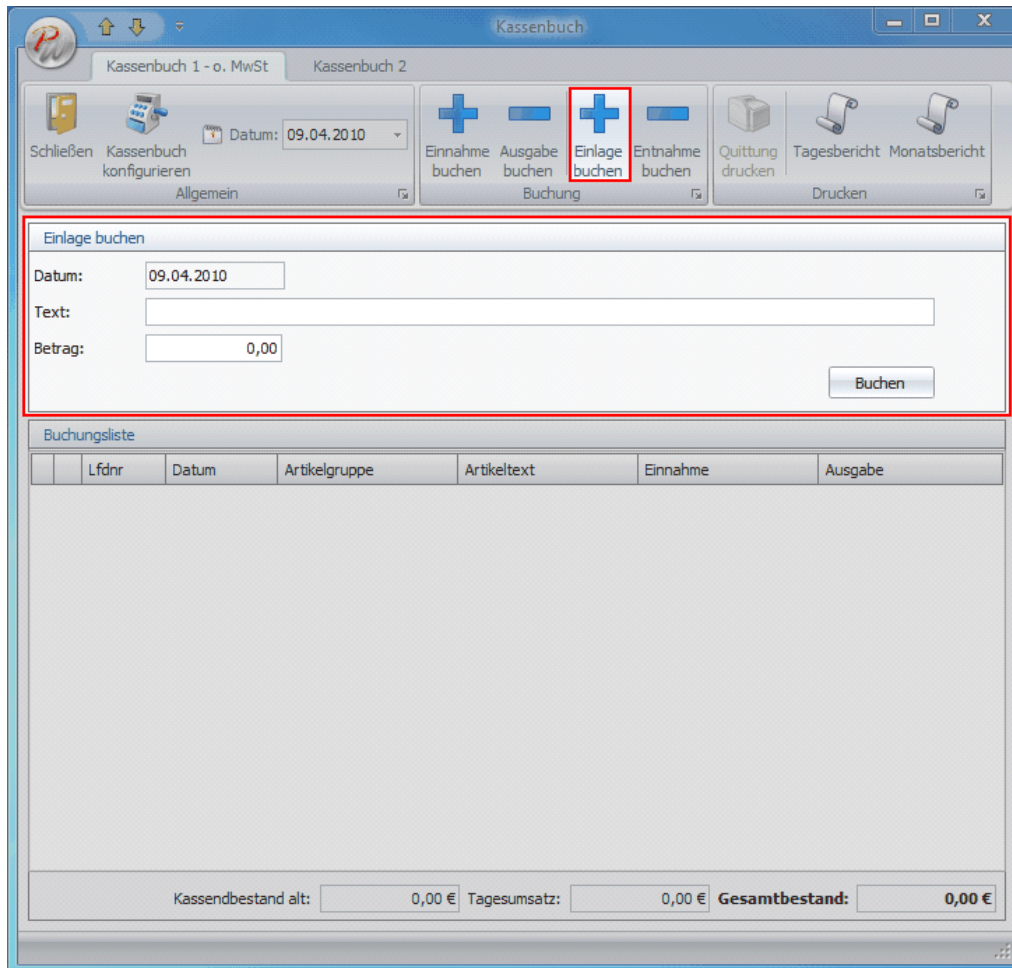 Kassenbuch
Kassenbuch 1 - o. MwSt Kassenbuch 2
Schließen
Kassenbuch
konfigurieren
Datum: 09.04.2010
Allgemein
Einnahme
buchen
Ausgabe
buchen
Einlage
buchen
Entnahme
buchen
Buchung
Quittung
drucken
Tagesbericht
Monatsbericht
Drucken
Einlage buchen
Datum: 09.04.2010
Text:
Betrag: 0,00
Buchen
Buchungsliste
Lfdnr Datum Artikelgruppe Artikeltext Einnahme Ausgabe
Kassendbestand alt: 0,00 € Tagesumsatz: 0,00 € Gesamtbestand: 0,00 €